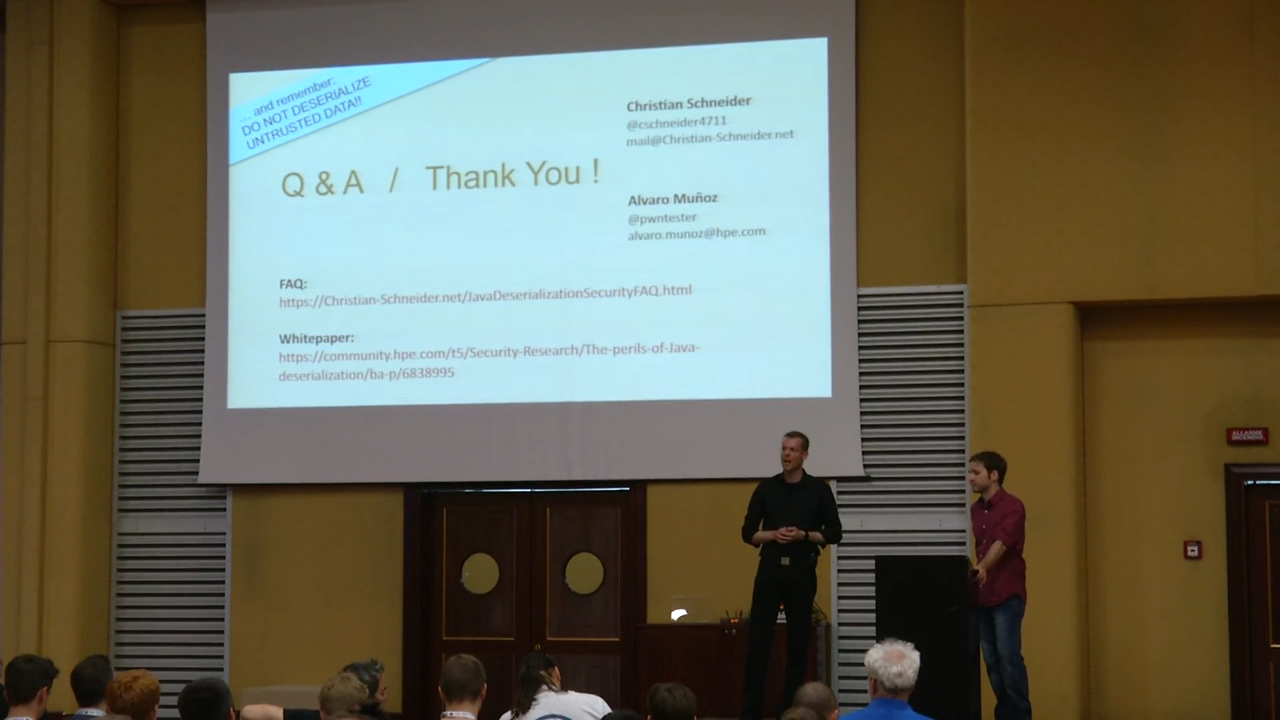 ... and remember:
DO NOT DESERIALIZE
UNTRUSTED DATA!!
Christian Schneider
@cschneider4711
mail@Christian-Schneider.net
Q & A / Thank You !
Alvaro Muñoz
@pwntester
alvaro.munoz@hpe.com
FAQ:
https://Christian-Schneider.net/JavaDeserializationSecurityFAQ.html
Whitepaper:
https://community.hpe.com/t5/Security-Research/The-perils-of-Java-
deserialization/ba-p/6838995
ALLARME
INCENDIO